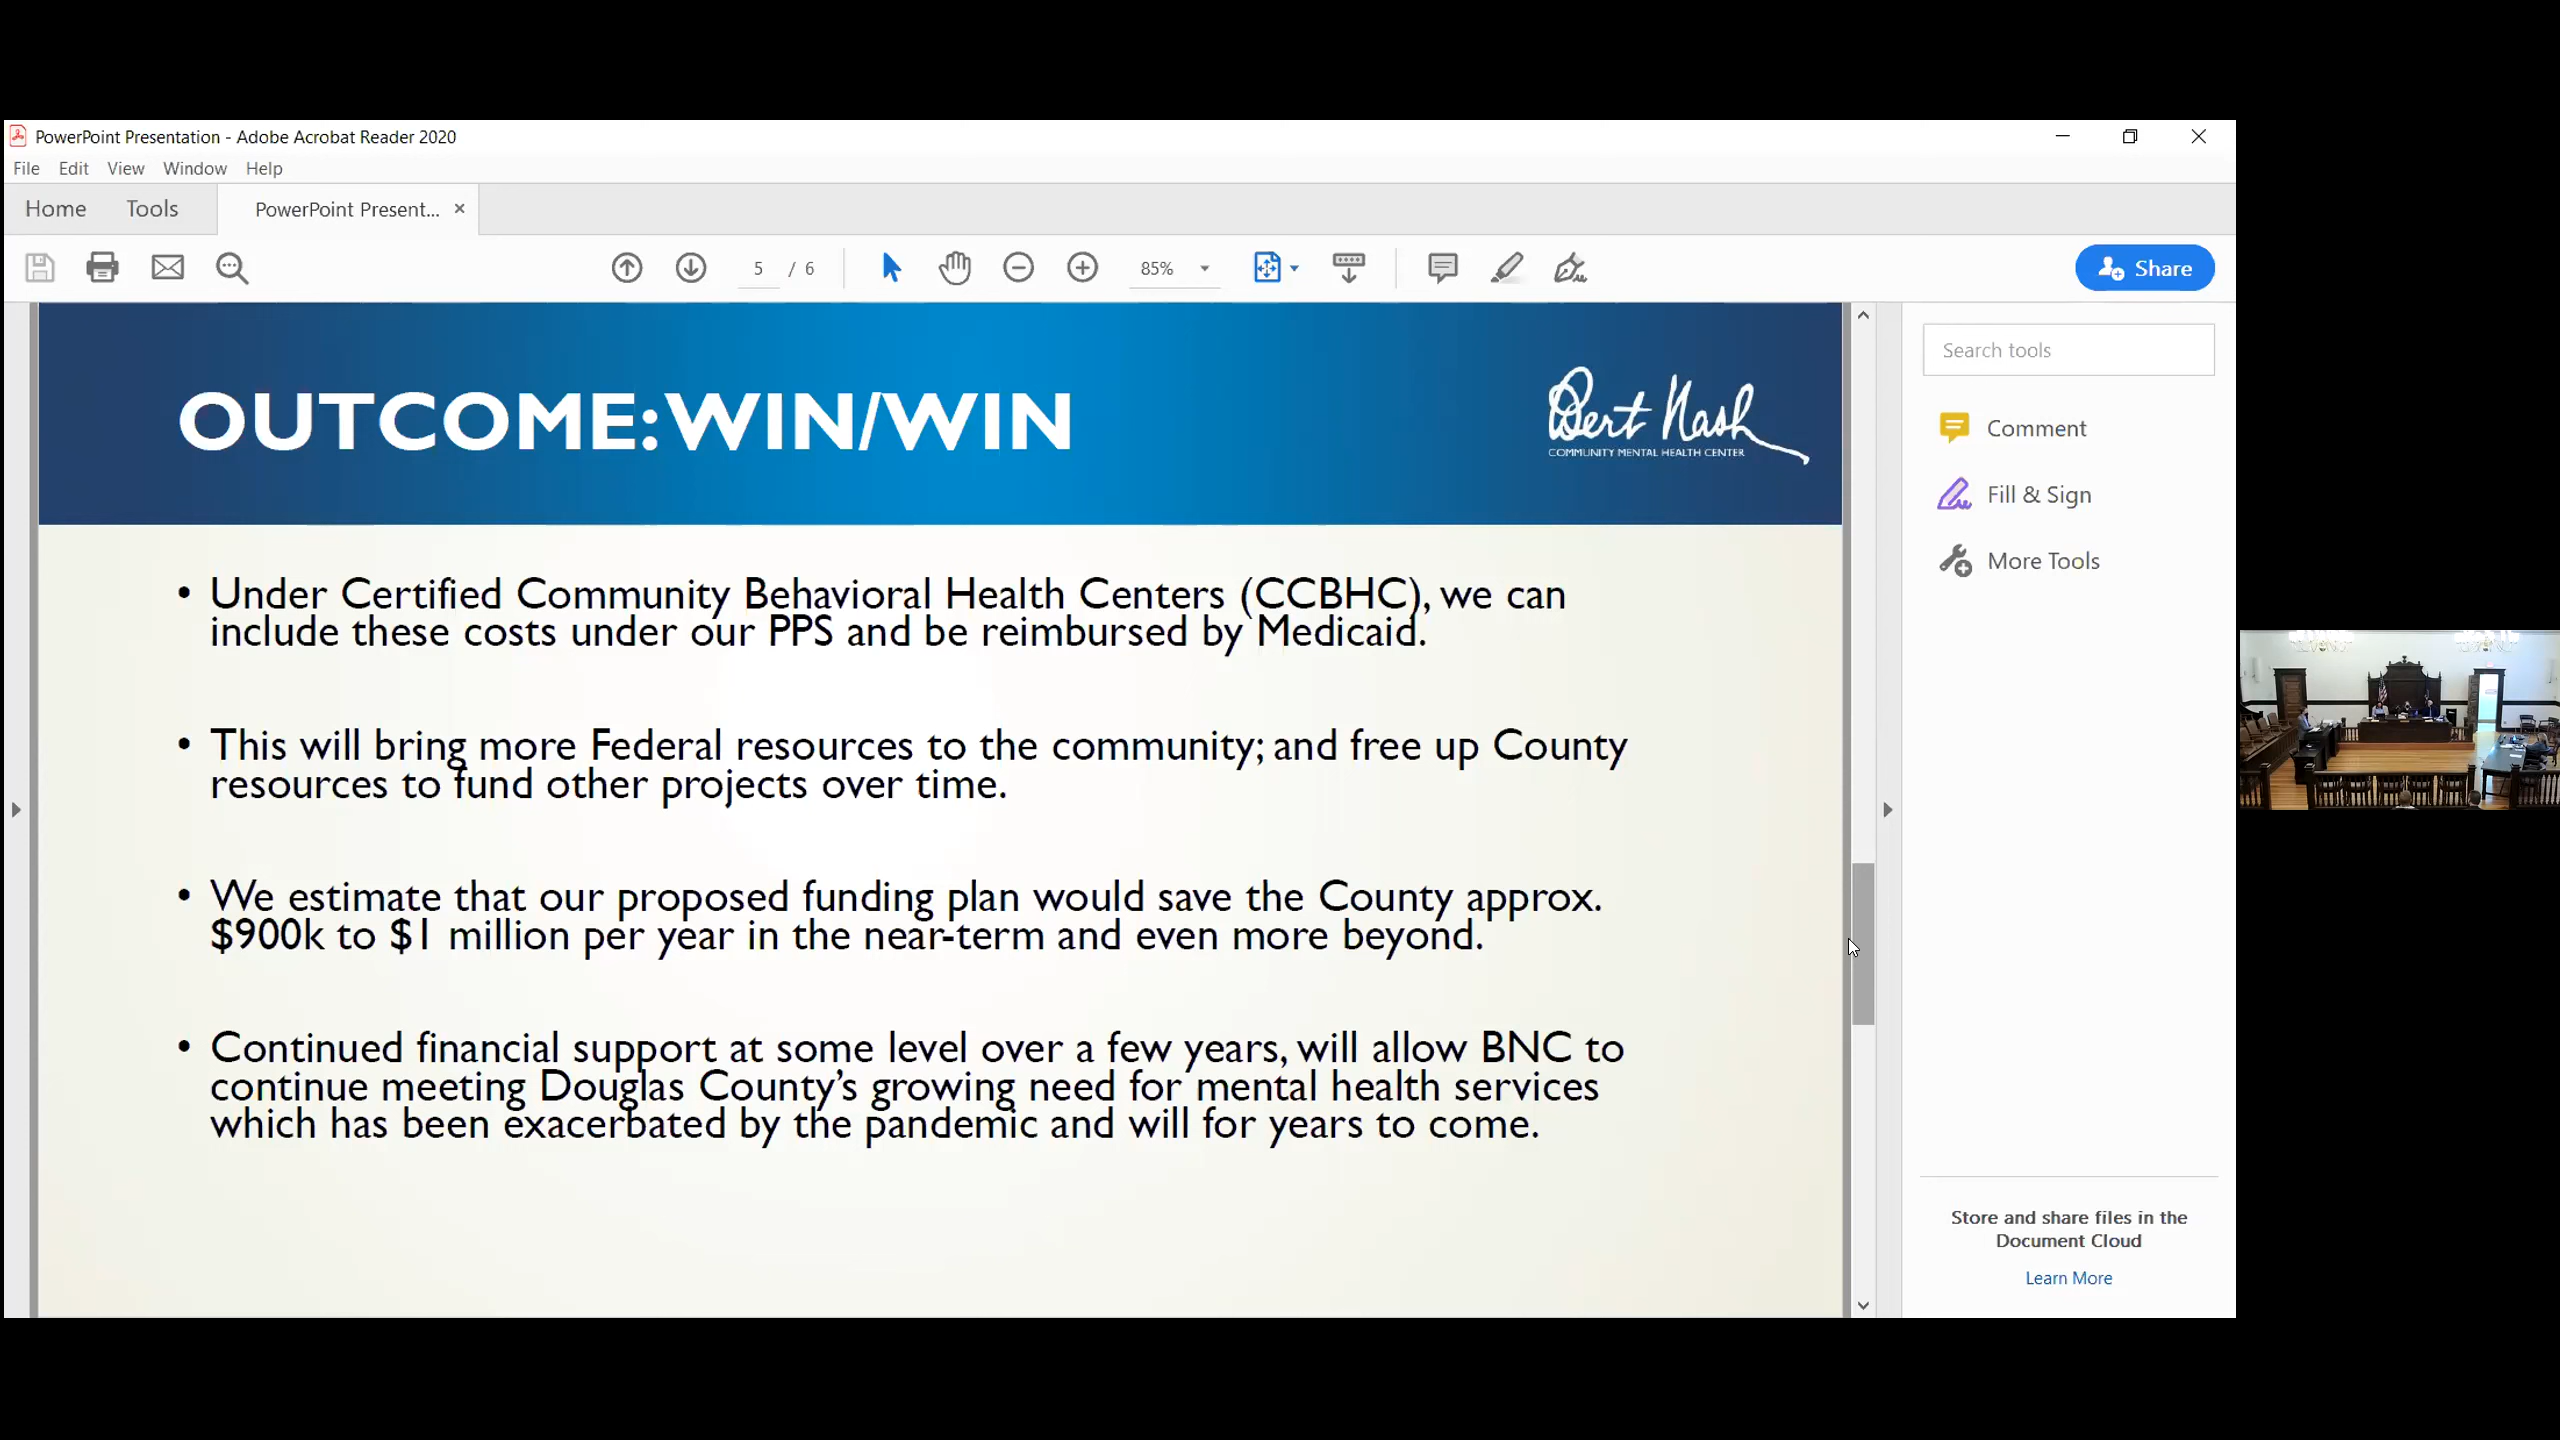 PowerPoint Presentation - Adobe Acrobat Reader 2020
File Edit View Window Help
Home Tools PowerPoint Present...
5 / 6 85% Share
OUTCOME: WIN/WIN
Bert Nash
COMMUNITY MENTAL HEALTH CENTER
• Under Certified Community Behavioral Health Centers (CCBHC), we can
include these costs under our PPS and be reimbursed by Medicaid.
• This will bring more Federal resources to the community; and free up County
resources to fund other projects over time.
• We estimate that our proposed funding plan would save the County approx.
$900k to $1 million per year in the near-term and even more beyond.
• Continued financial support at some level over a few years, will allow BNC to
continue meeting Douglas County's growing need for mental health services
which has been exacerbated by the pandemic and will for years to come.
Search tools
Comment
Fill & Sign
More Tools
Store and share files in the
Document Cloud
Learn More